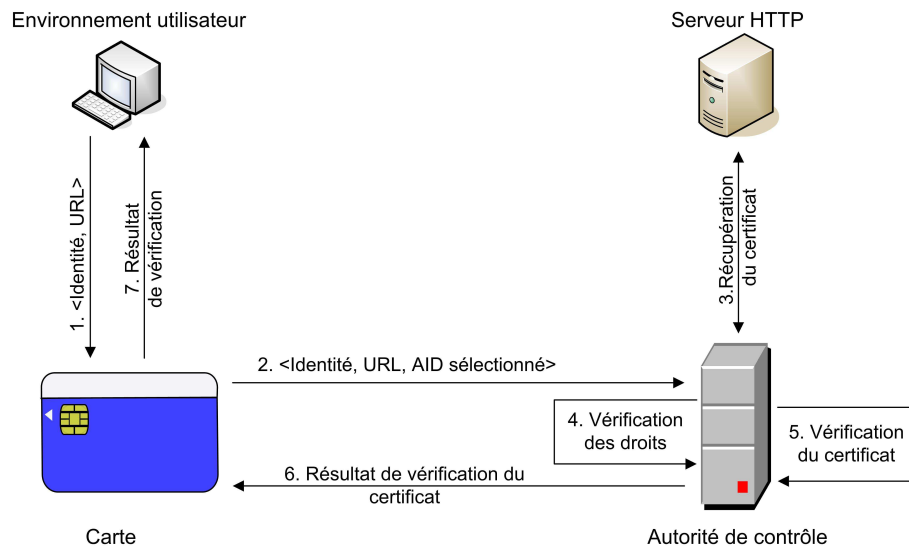 Environnement utilisateur
Serveur HTTP
1. <Identité, URL>
7. Résultat
de vérification
3.Récupération
du certificat
2. <Identité, URL, AID sélectionné>
4. Vérification
des droits
5. Vérification
du certificat
6. Résultat de vérification du
certificat
Carte
Autorité de contrôle